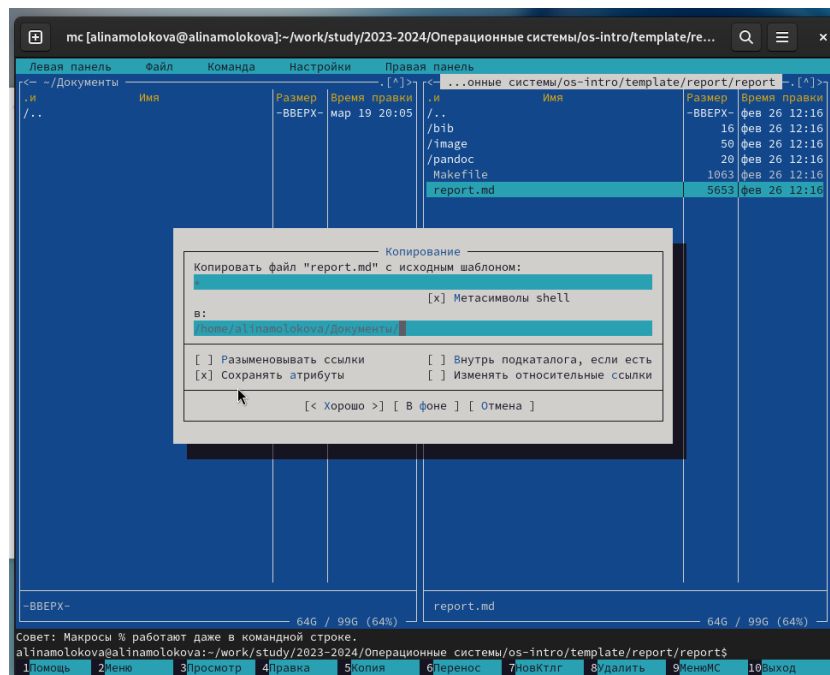 mc [alinamolokova@alinamolokova]:~/work/study/2023-2024/Операционные системы/os-intro/template/re...
Левая панель Файл Команда Настройки Правая панель
<— ~/Документы .[^]> <— ...онные системы/os-intro/template/report/report .[^]>
.и Имя Размер Время правки .и Имя Размер Время правки
/.. -ВВЕРХ- мар 19 20:05 /.. -ВВЕРХ- фев 26 12:16
/bib 16 фев 26 12:16
/image 50 фев 26 12:16
/pandoc 20 фев 26 12:16
Makefile 1063 фев 26 12:16
report.md 5653 фев 26 12:16
Копирование
Копировать файл "report.md" с исходным шаблоном:
*
[x] Метасимволы shell
в:
/home/alinamolokova/Документы/
[ ] Разыменовывать ссылки [ ] Внутрь подкаталога, если есть
[x] Сохранять атрибуты [ ] Изменять относительные ссылки
[< Хорошо >] [ В фоне ] [ Отмена ]
-ВВЕРХ- report.md
64G / 99G (64%) 64G / 99G (64%)
Совет: Макросы % работают даже в командной строке.
alinamolokova@alinamolokova:~/work/study/2023-2024/Операционные системы/os-intro/template/report/report$
1Помощь 2Меню 3Просмотр 4Правка 5Копия 6Перенос 7НовКтлг 8Удалить 9МенюMC 10Выход